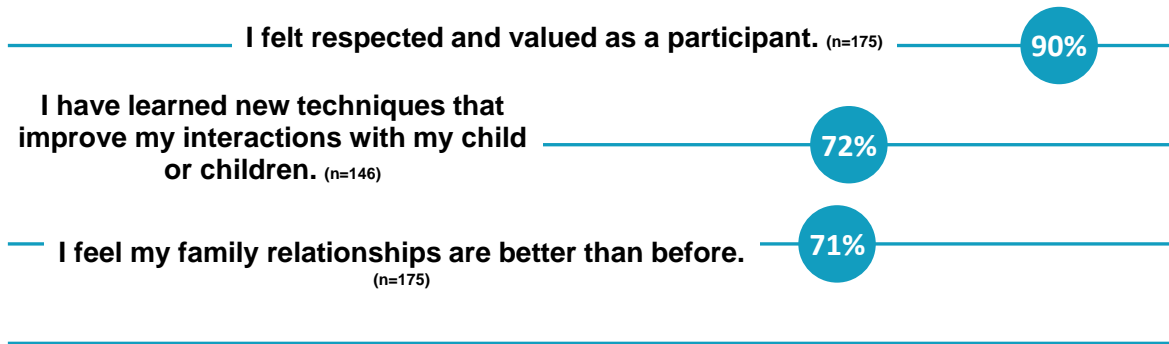 I felt respected and valued as a participant. (n=175)
90%
I have learned new techniques that
improve my interactions with my child
or children. (n=146)
72%
I feel my family relationships are better than before.
(n=175)
71%